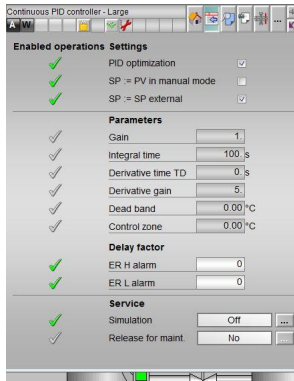 Continuous PID controller - Large
A W ...
Enabled operations Settings
PID optimization
SP := PV in manual mode
SP := SP external
Parameters
Gain 1.
Integral time 100. s
Derivative time TD 0. s
Derivative gain 5.
Dead band 0.00 °C
Control zone 0.00 °C
Delay factor
ER H alarm 0
ER L alarm 0
Service
Simulation Off ...
Release for maint. No ...